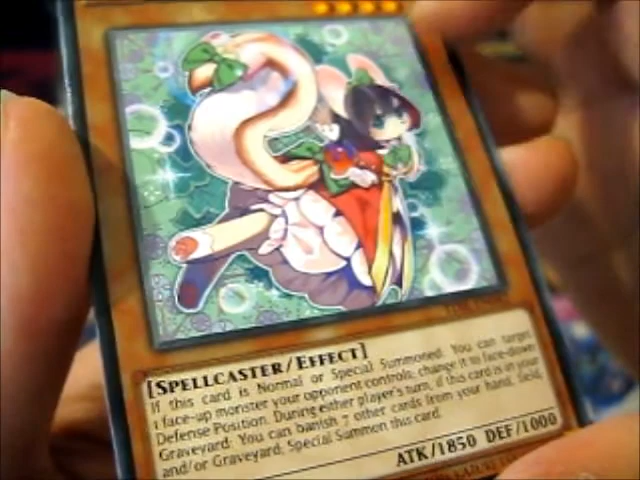 [SPELLCASTER/EFFECT]
If this card is Normal or Special Summoned: You can target
1 face-up monster your opponent controls; change it to face-down
Defense Position. During either player's turn, if this card is in your
Graveyard: You can banish 7 other cards from your hand, field,
and/or Graveyard; Special Summon this card.
ATK/1850 DEF/1000